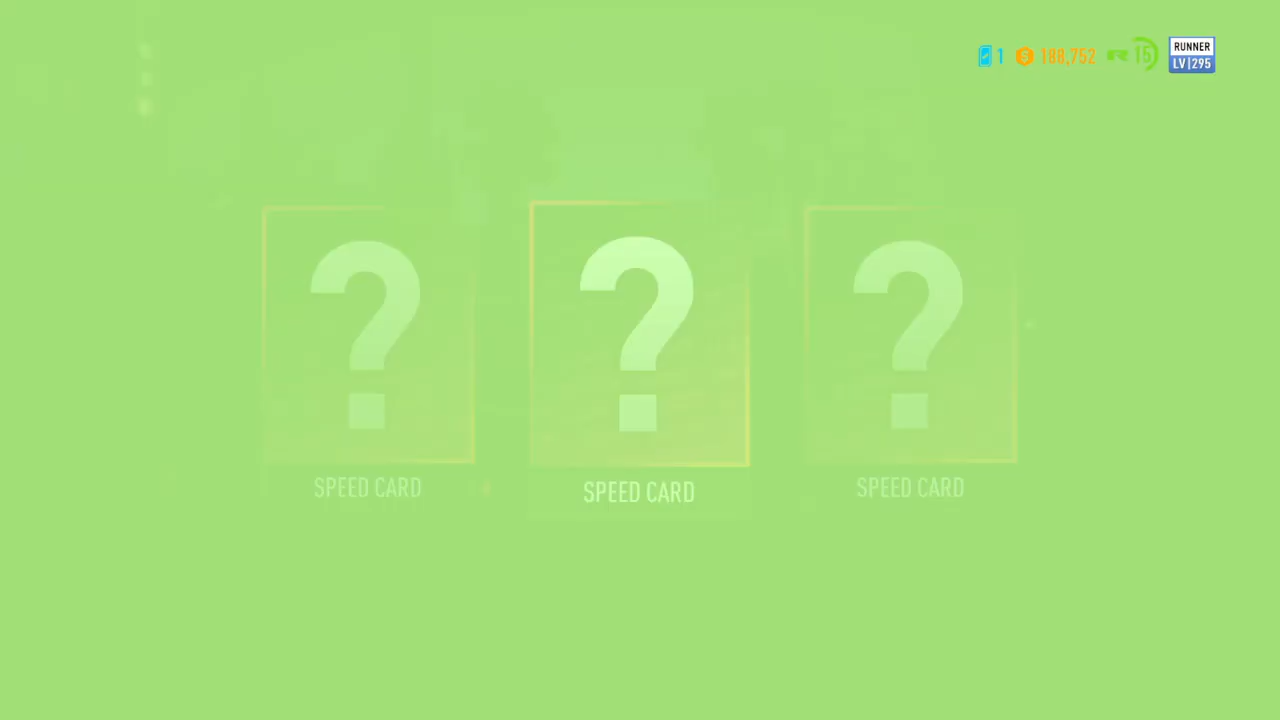 1 188,752 15 RUNNER
LV|295
? ? ?
SPEED CARD SPEED CARD SPEED CARD